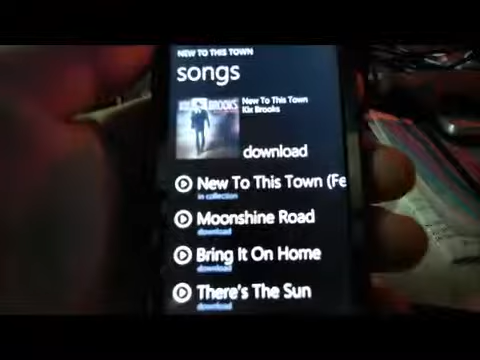 NEW TO THIS TOWN
songs
KIX BROOKS
New To This Town
Kix Brooks
download
New To This Town (Fe
in collection
Moonshine Road
download
Bring It On Home
download
There's The Sun
download